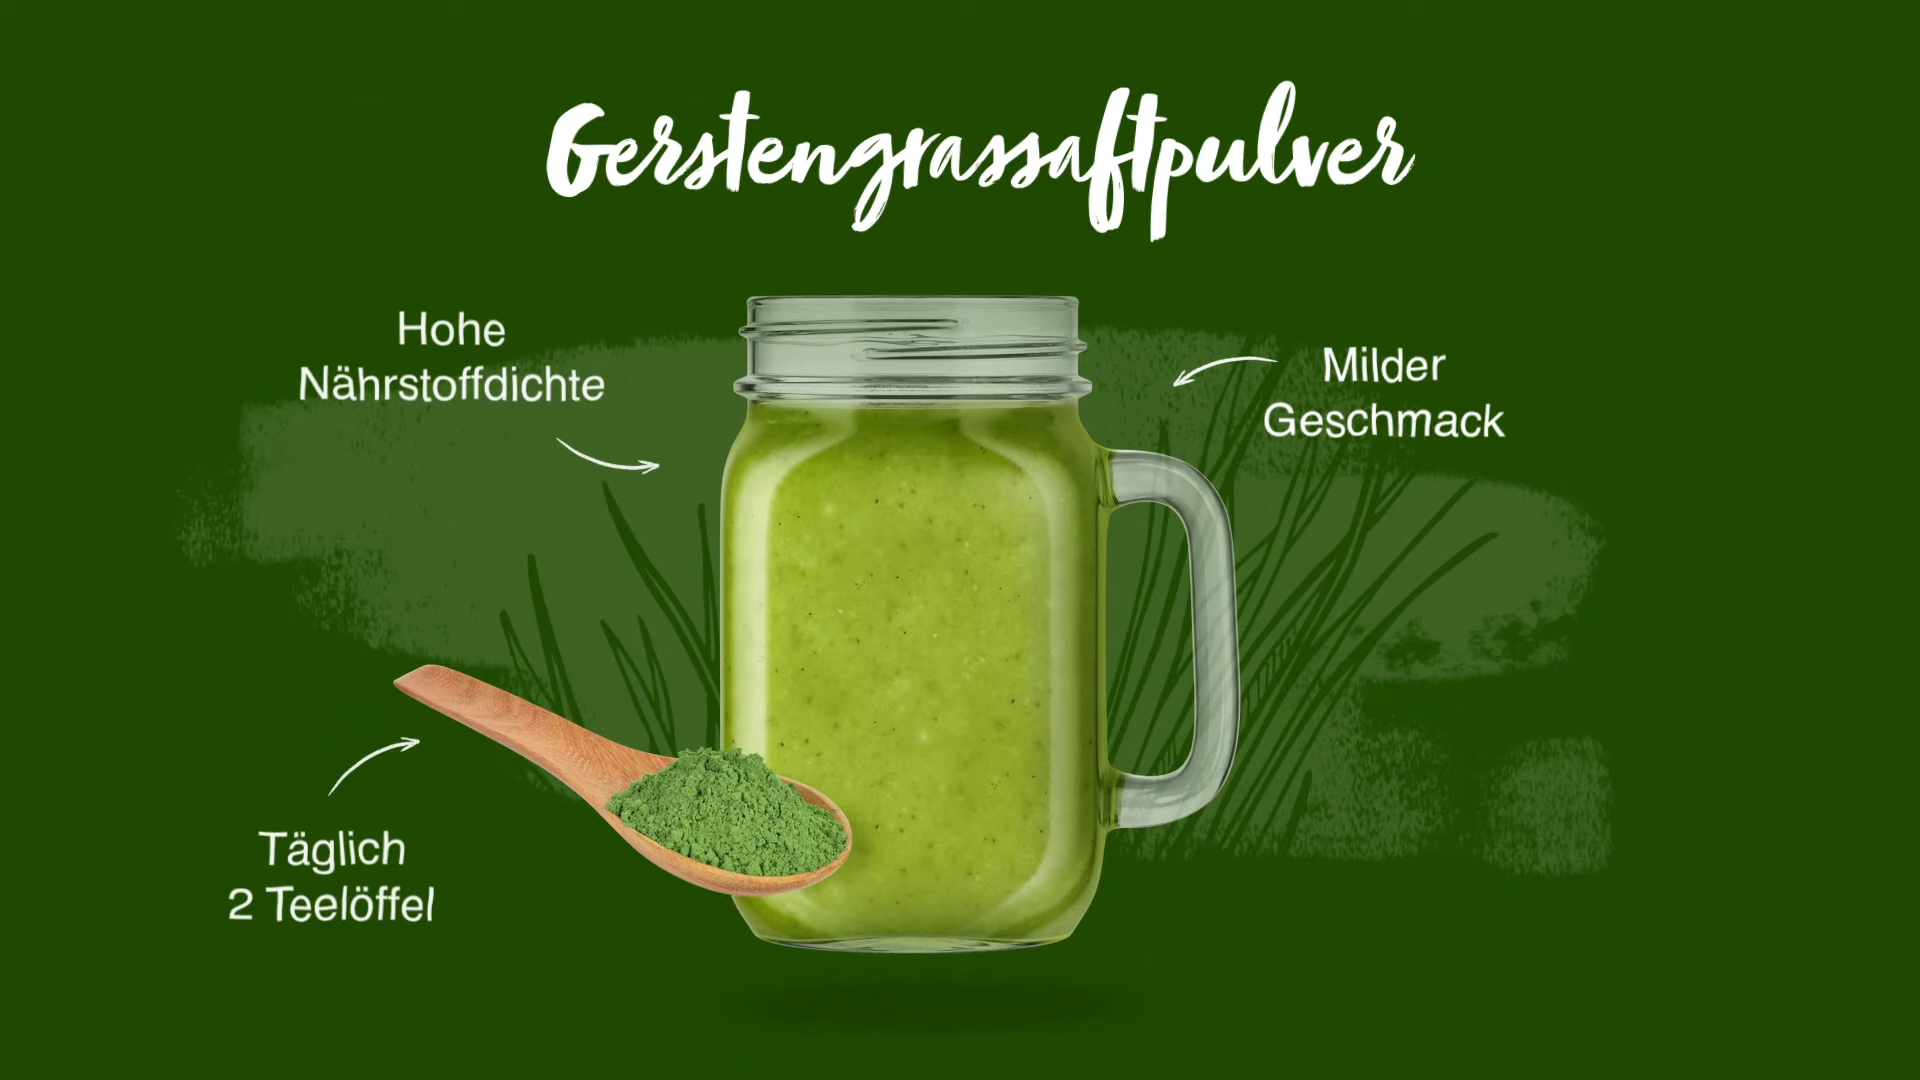 Gerstengrassaftpulver
Hohe
Nährstoffdichte
Milder
Geschmack
Täglich
2 Teelöffel